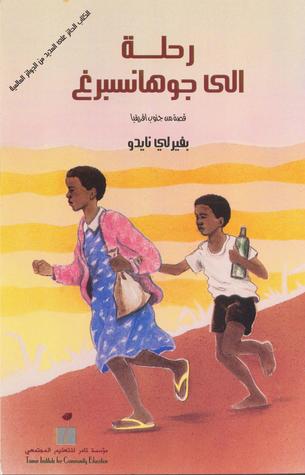 الكتاب الحائز على العديد من الجوائز العالمية
رحلة
الى جوهانسبرغ
قصة من جنوب افريقيا
بفيرلي نايدو
مؤسسة تامر للتعليم المجتمعي
Tamer Institute for Community Education